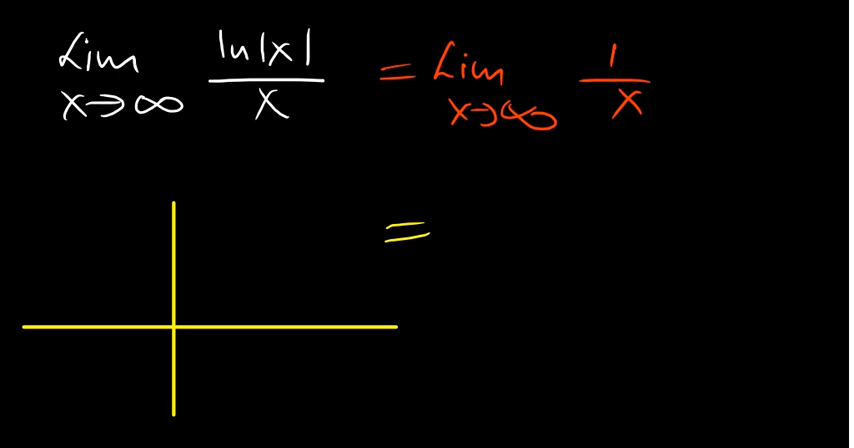 Lim x→∞ ln|x| / x = Lim x→∞ 1 / x
=